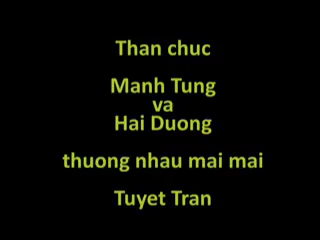 Than chuc
Manh Tung
va
Hai Duong
thuong nhau mai mai
Tuyet Tran